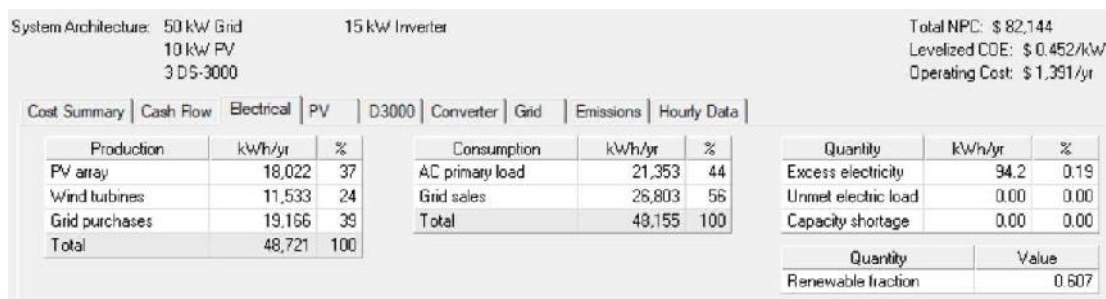 System Architecture: 50 kW Grid 15 kW Inverter Total NPC: $ 82,144
10 kW PV Levelized COE: $ 0.452/kW
3 DS-3000 Operating Cost: $ 1,391/yr
Cost Summary Cash Flow Electrical PV D3000 Converter Grid Emissions Hourly Data
Production kWh/yr % Consumption kWh/yr % Quantity kWh/yr %
PV array 18,022 37 AC primary load 21,353 44 Excess electricity 94.2 0.19
Wind turbines 11,533 24 Grid sales 26,803 56 Unmet electric load 0.00 0.00
Grid purchases 19,166 39 Total 48,155 100 Capacity shortage 0.00 0.00
Total 48,721 100
Quantity Value
Renewable fraction 0.607